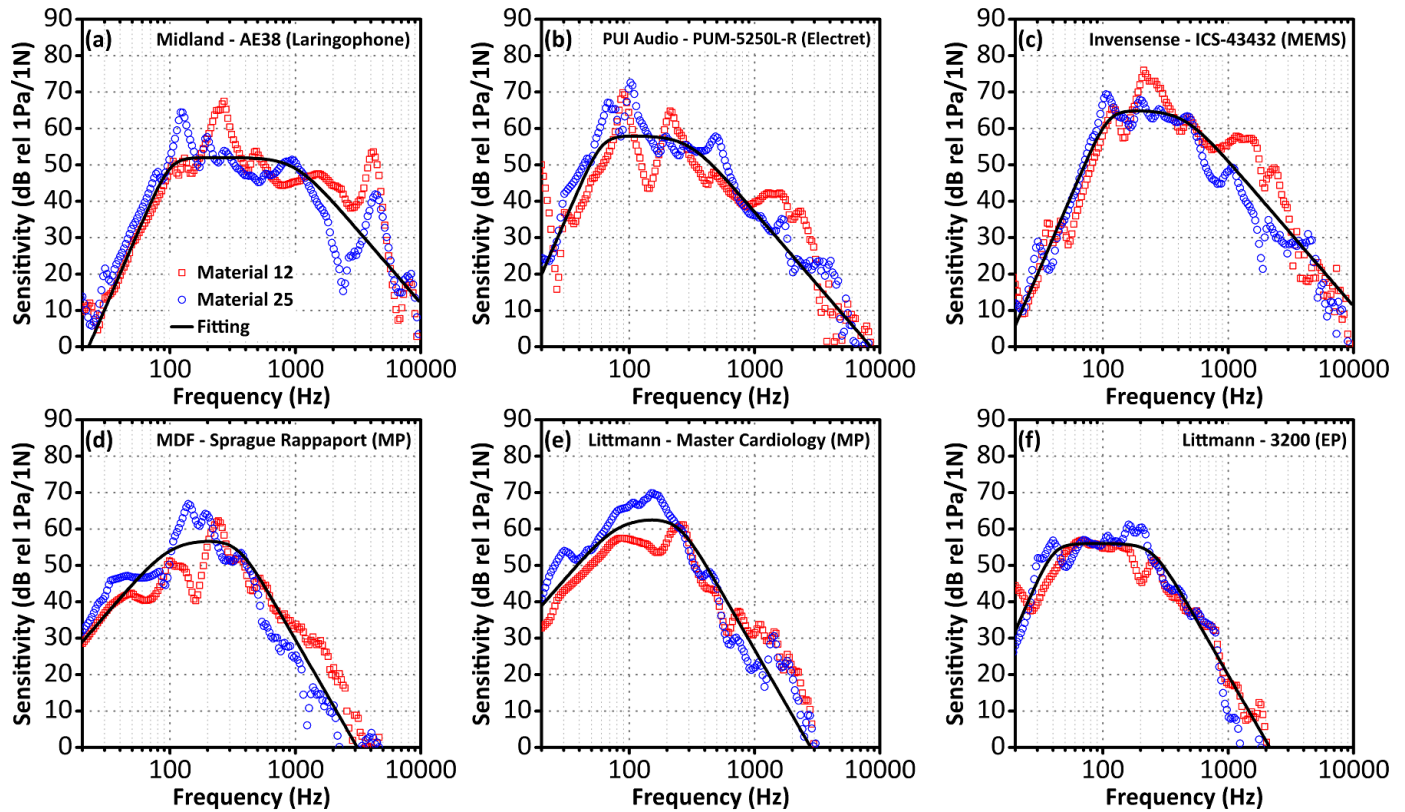 (a) Midland - AE38 (Laringophone)
Sensitivity (dB rel 1Pa/1N)
90
80
70
60
50
40
30
20
10
0
Material 12
Material 25
Fitting
100 1000 10000
Frequency (Hz)
(b) PUI Audio - PUM-5250L-R (Electret)
Sensitivity (dB rel 1Pa/1N)
90
80
70
60
50
40
30
20
10
0
100 1000 10000
Frequency (Hz)
(c) Invensense - ICS-43432 (MEMS)
Sensitivity (dB rel 1Pa/1N)
90
80
70
60
50
40
30
20
10
0
100 1000 10000
Frequency (Hz)
(d) MDF - Sprague Rappaport (MP)
Sensitivity (dB rel 1Pa/1N)
90
80
70
60
50
40
30
20
10
0
100 1000 10000
Frequency (Hz)
(e) Littmann - Master Cardiology (MP)
Sensitivity (dB rel 1Pa/1N)
90
80
70
60
50
40
30
20
10
0
100 1000 10000
Frequency (Hz)
(f) Littmann - 3200 (EP)
Sensitivity (dB rel 1Pa/1N)
90
80
70
60
50
40
30
20
10
0
100 1000 10000
Frequency (Hz)